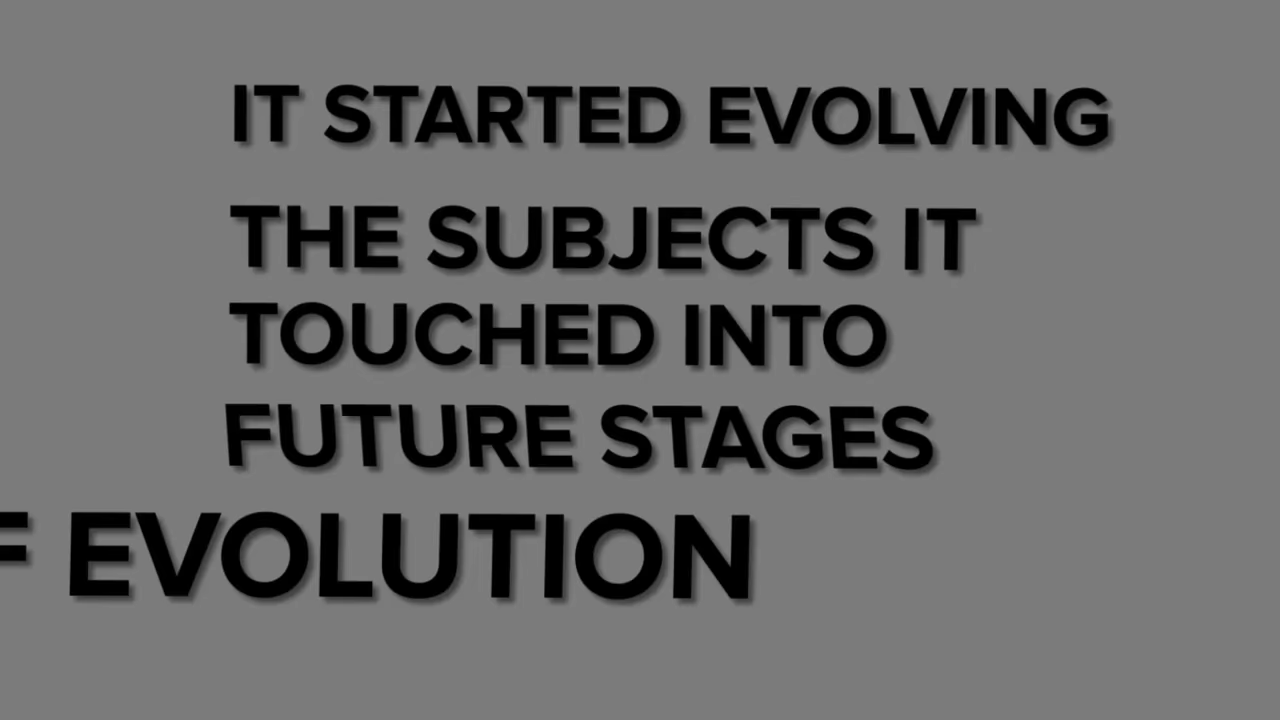 IT STARTED EVOLVING
THE SUBJECTS IT
TOUCHED INTO
FUTURE STAGES
EVOLUTION